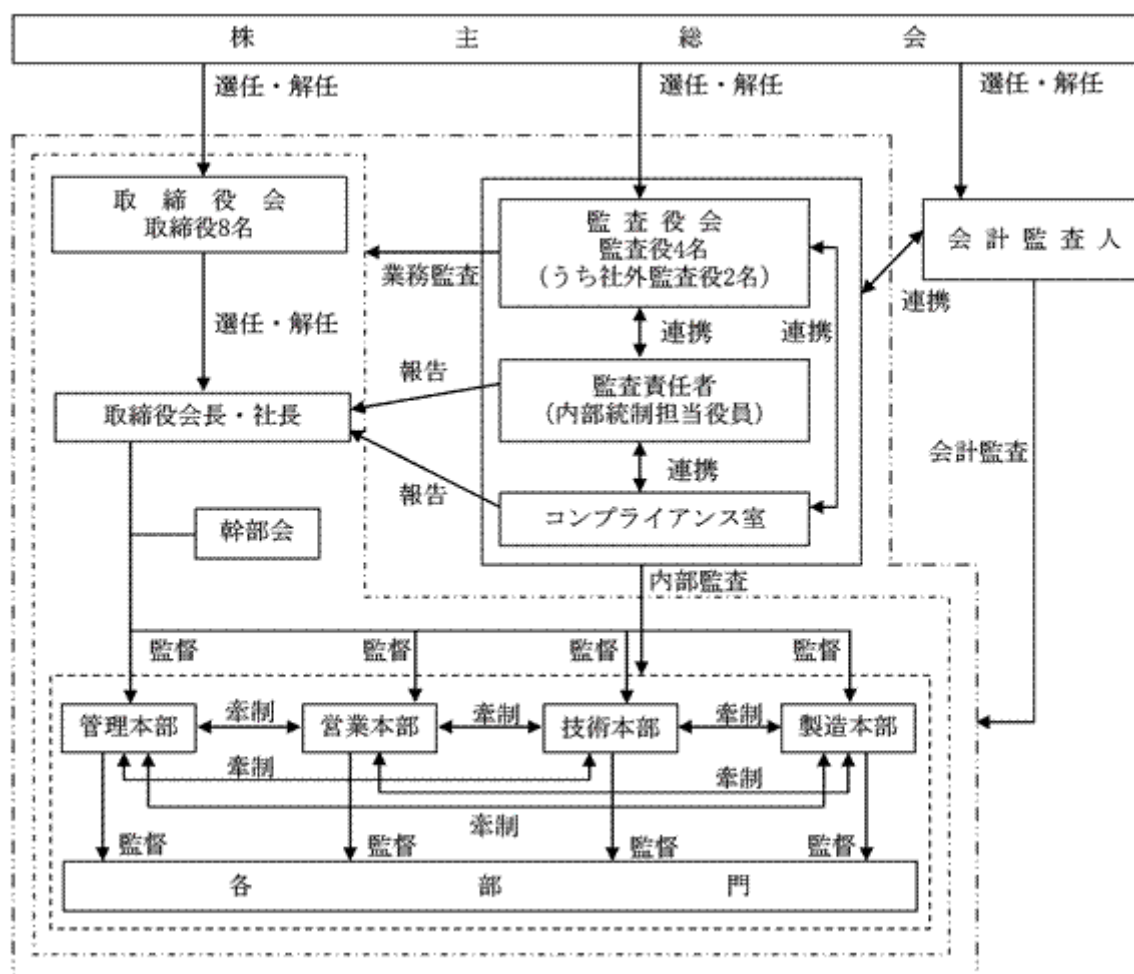 株主総会
選任・解任
選任・解任
選任・解任
取締役会
取締役8名
監査役会
監査役4名
(うち社外監査役2名)
会計監査人
業務監査
連携
選任・解任
連携
連携
報告
監査責任者
(内部統制担当役員)
取締役会長・社長
会計監査
連携
報告
コンプライアンス室
幹部会
内部監査
監督
監督
監督
監督
管理本部
牽制
営業本部
牽制
技術本部
牽制
製造本部
牽制
牽制
牽制
監督
監督
監督
監督
各部門